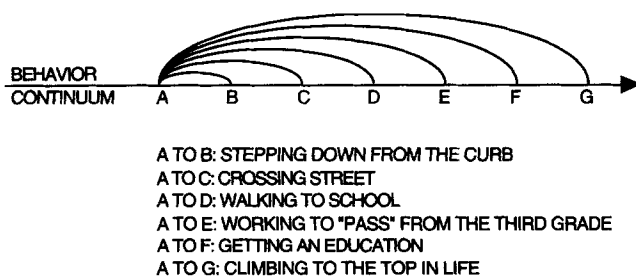 BEHAVIOR
CONTINUUM A B C D E F G
A TO B: STEPPING DOWN FROM THE CURB
A TO C: CROSSING STREET
A TO D: WALKING TO SCHOOL
A TO E: WORKING TO "PASS" FROM THE THIRD GRADE
A TO F: GETTING AN EDUCATION
A TO G: CLIMBING TO THE TOP IN LIFE